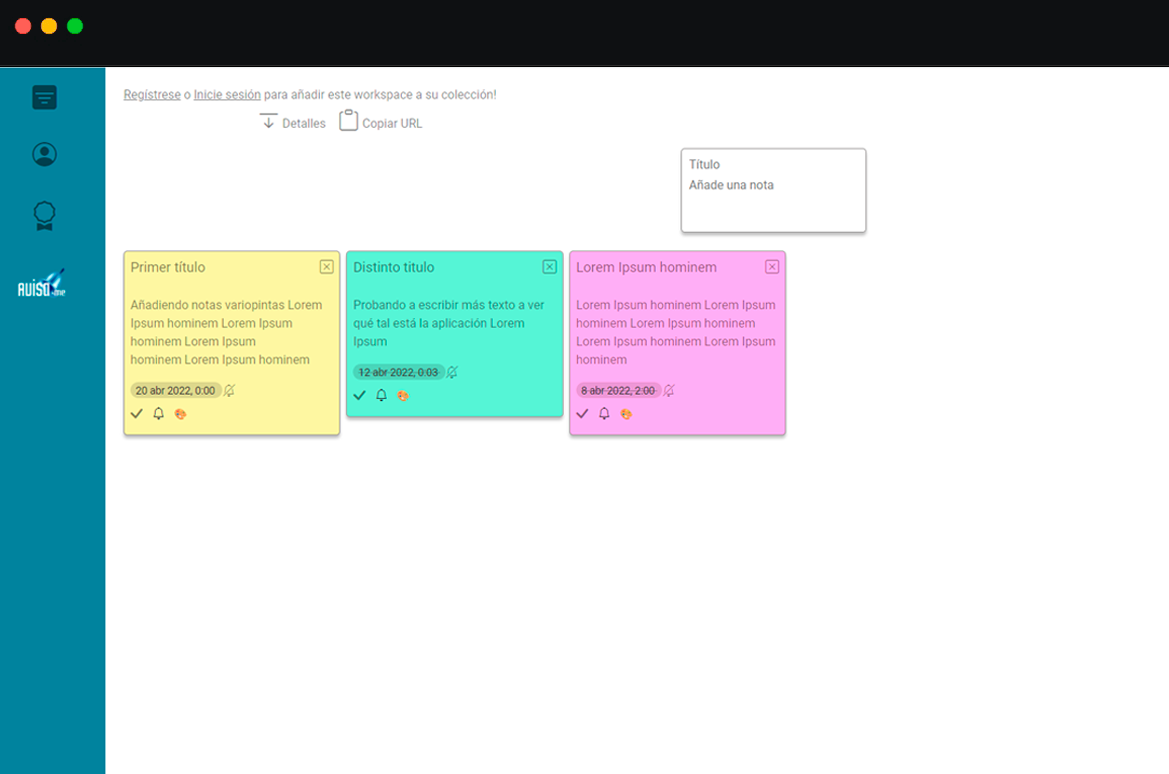 Regístrese o Inicie sesión para añadir este workspace a su colección!
Detalles Copiar URL
Título
Añade una nota
Primer título
Añadiendo notas variopintas Lorem
Ipsum hominem Lorem Ipsum
hominem Lorem Ipsum
hominem Lorem Ipsum hominem
20 abr 2022, 0:00
Distinto titulo
Probando a escribir más texto a ver
qué tal está la aplicación Lorem
Ipsum
12 abr 2022, 0:03
Lorem Ipsum hominem
Lorem Ipsum hominem Lorem Ipsum
hominem Lorem Ipsum hominem
Lorem Ipsum hominem Lorem Ipsum
hominem
8 abr 2022, 2:00
AVISA-me